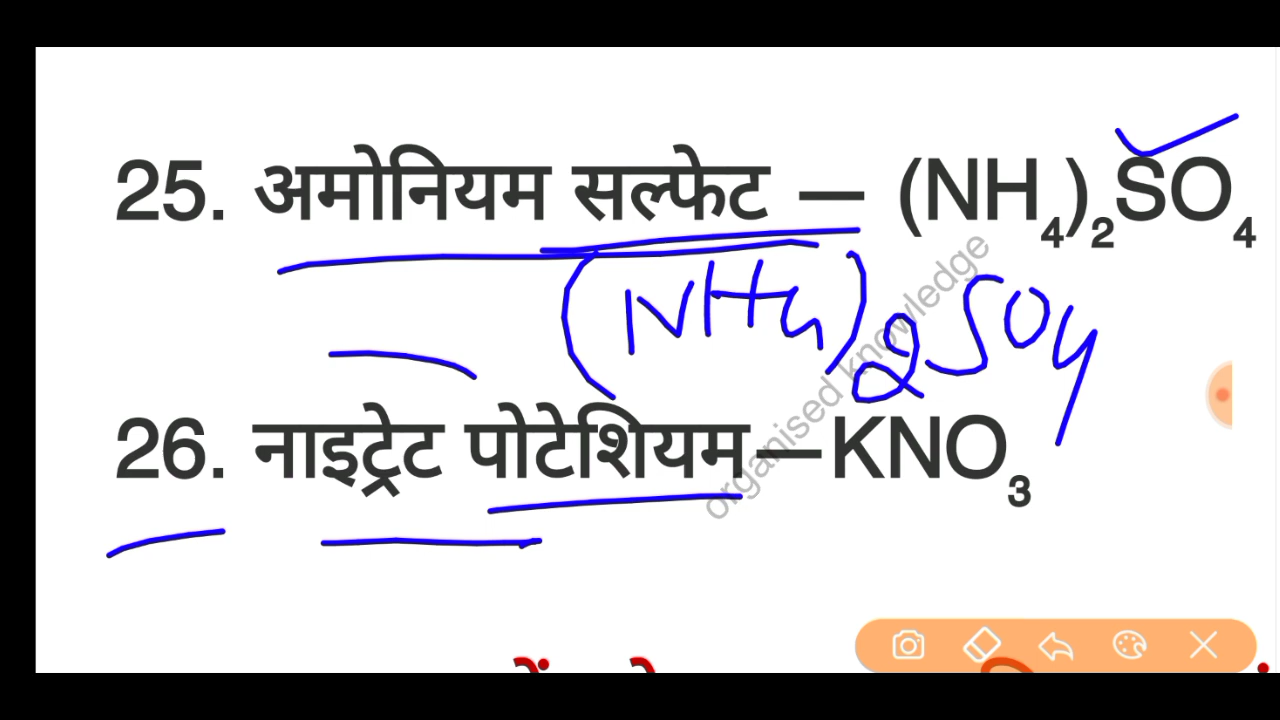 25. अमोनियम सल्फेट — (NH₄)₂SO₄
(NH4)2SO4
26. नाइट्रेट पोटेशियम—KNO₃
organised knowledge